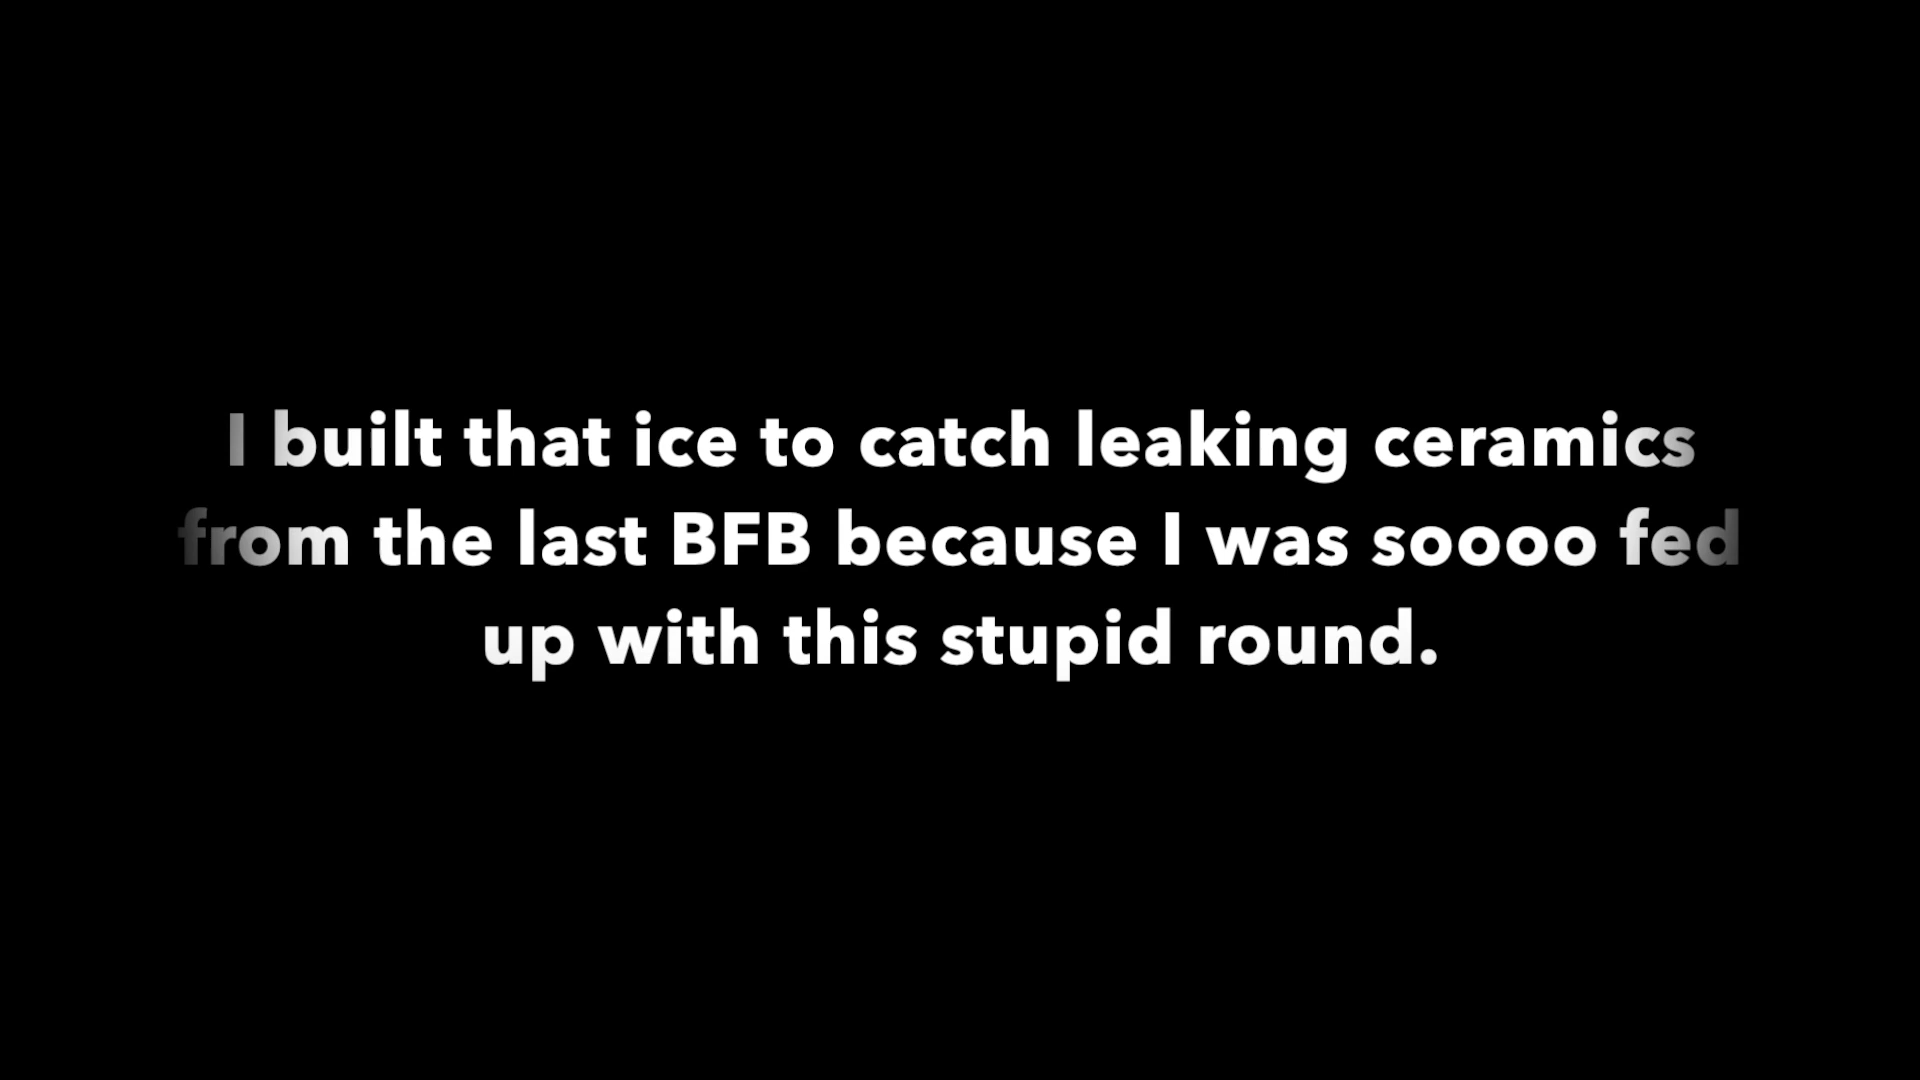 I built that ice to catch leaking ceramics
from the last BFB because I was soooo fed
up with this stupid round.